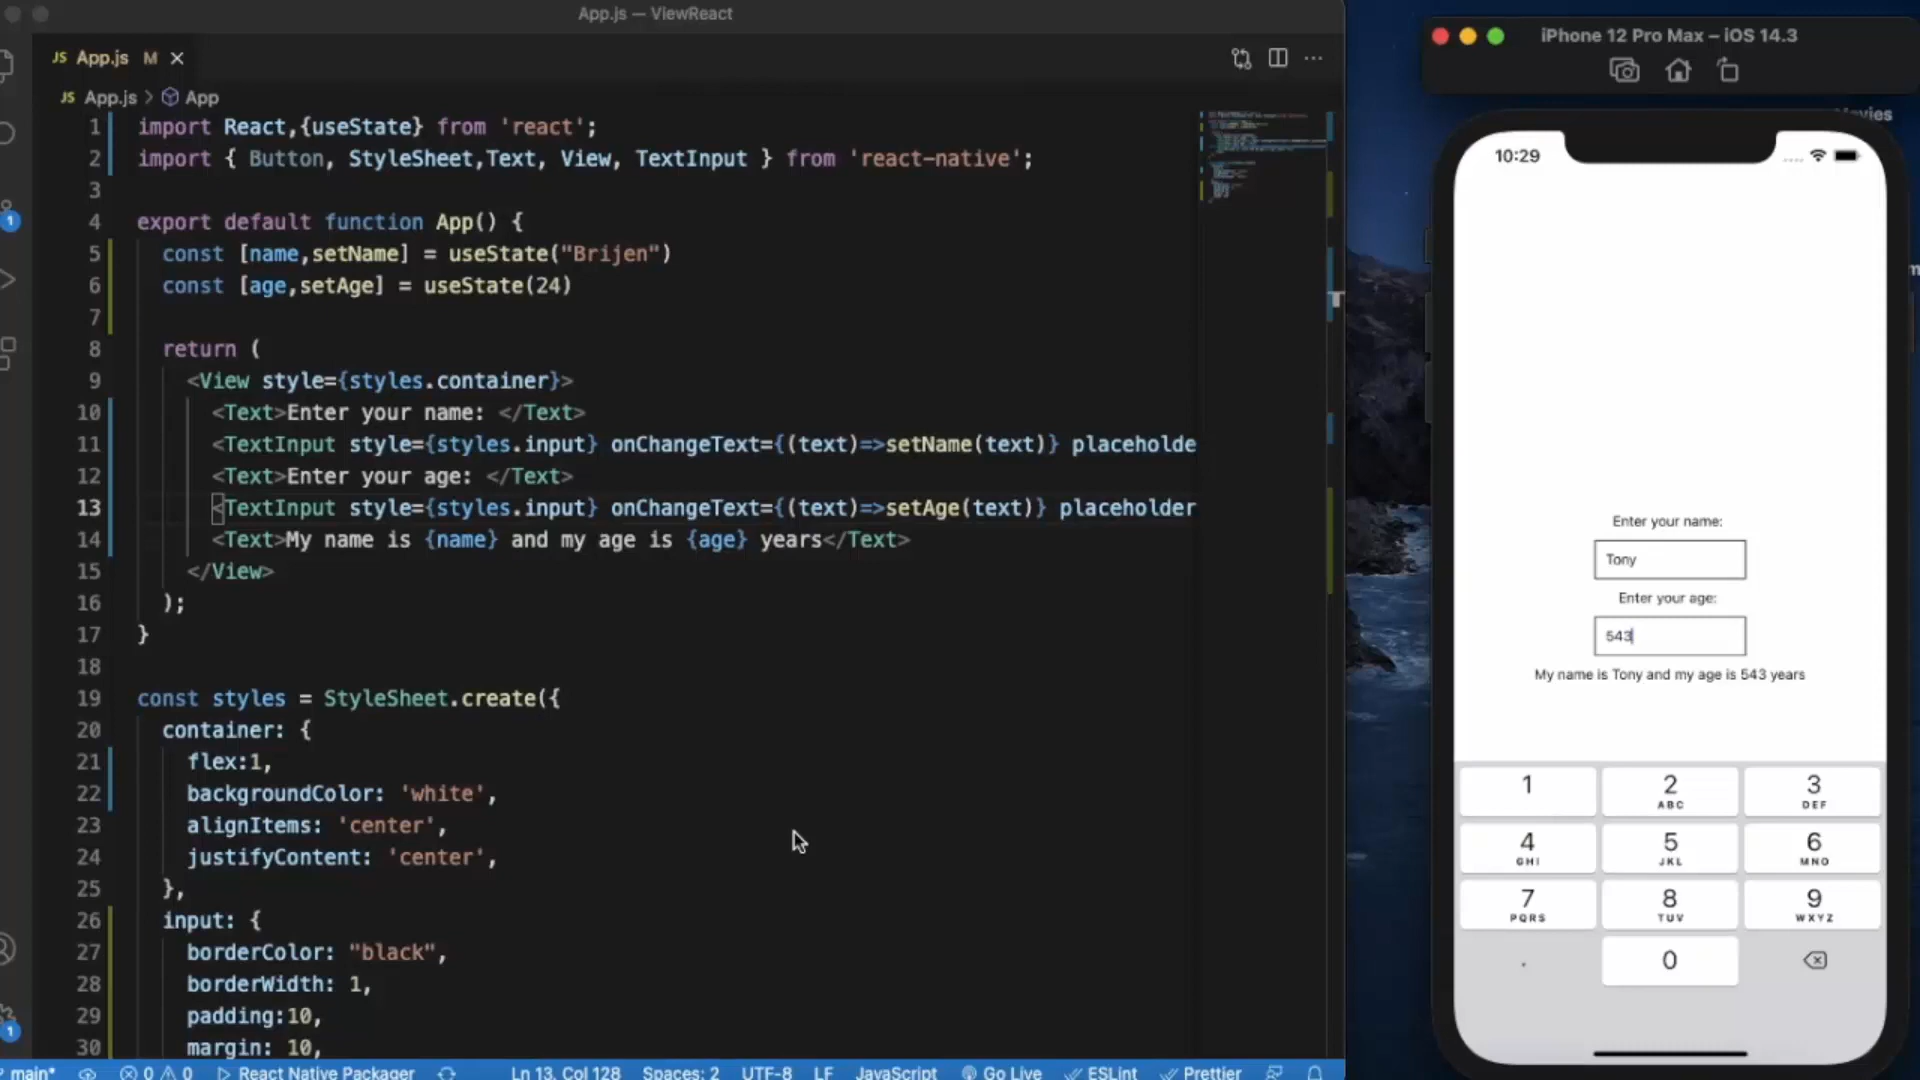 App.js — ViewReact
JS App.js M
JS App.js > App
1 import React,{useState} from 'react';
2 import { Button, StyleSheet,Text, View, TextInput } from 'react-native';
3
4 export default function App() {
5 const [name,setName] = useState("Brijen")
6 const [age,setAge] = useState(24)
7
8 return (
9 <View style={styles.container}>
10 <Text>Enter your name: </Text>
11 <TextInput style={styles.input} onChangeText={(text)=>setName(text)} placeholde
12 <Text>Enter your age: </Text>
13 <TextInput style={styles.input} onChangeText={(text)=>setAge(text)} placeholder
14 <Text>My name is {name} and my age is {age} years</Text>
15 </View>
16 );
17 }
18
19 const styles = StyleSheet.create({
20 container: {
21 flex:1,
22 backgroundColor: 'white',
23 alignItems: 'center',
24 justifyContent: 'center',
25 },
26 input: {
27 borderColor: "black",
28 borderWidth: 1,
29 padding:10,
30 margin: 10,
1
1
main* 0 0 React Native Packager Ln 13, Col 128 Spaces: 2 UTF-8 LF JavaScript Go Live ESLint Prettier
iPhone 12 Pro Max – iOS 14.3
10:29
Enter your name:
Tony
Enter your age:
543
My name is Tony and my age is 543 years
1 2 3
ABC DEF
4 5 6
GHI JKL MNO
7 8 9
PQRS TUV WXYZ
. 0